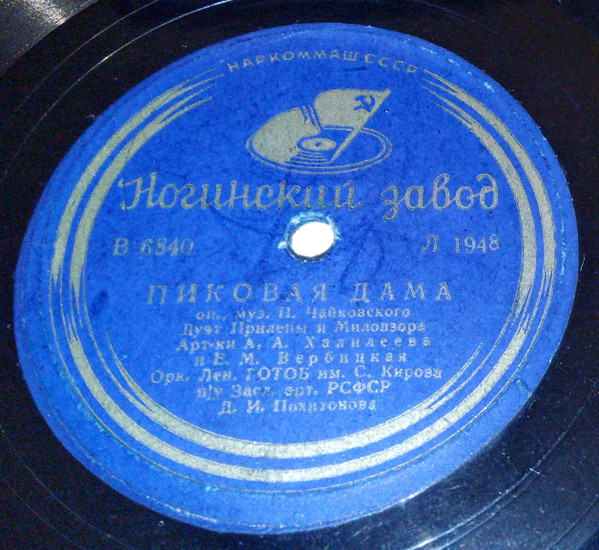 НАРКОММАШ СССР
Ногинский завод
В 6540 Л 1948
ПИКОВАЯ ДАМА
оп., муз. П. Чайковского
Дуэт Прилепы и Миловзора
Арт-ки А. А. Халилеева
и Е. М. Вербицкая
Орк. Лен. ГОТОБ им. С. Кирова
п/у Засл. арт. РСФСР
Д. И. Похитонова